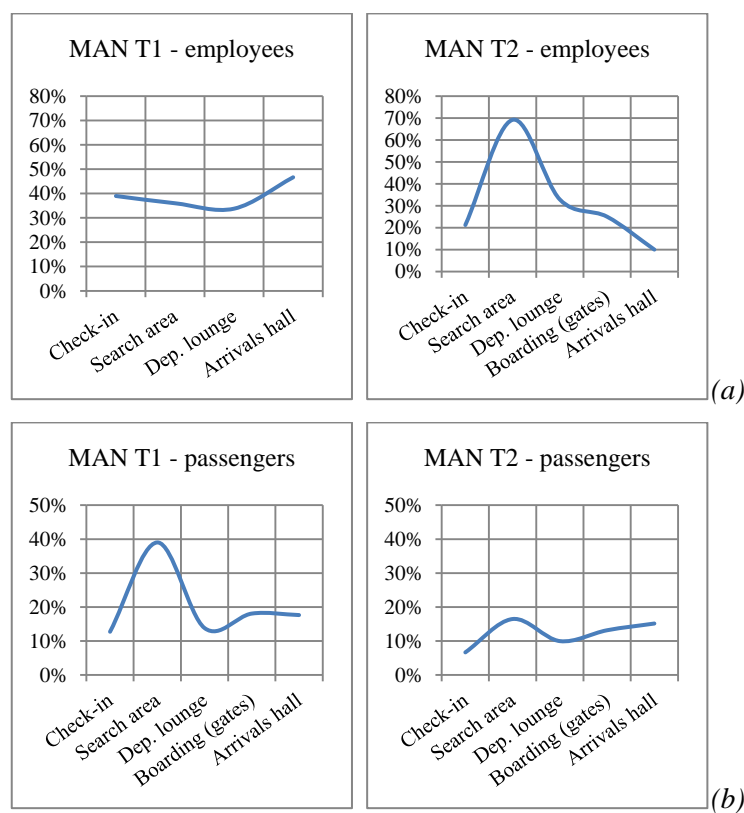 MAN T1 - employees
80%
70%
60%
50%
40%
30%
20%
10%
0%
Check-in
Search area
Dep. lounge
Arrivals hall
MAN T2 - employees
80%
70%
60%
50%
40%
30%
20%
10%
0%
Check-in
Search area
Dep. lounge
Boarding (gates)
Arrivals hall
(a)
MAN T1 - passengers
50%
40%
30%
20%
10%
0%
Check-in
Search area
Dep. lounge
Boarding (gates)
Arrivals hall
MAN T2 - passengers
50%
40%
30%
20%
10%
0%
Check-in
Search area
Dep. lounge
Boarding (gates)
Arrivals hall
(b)